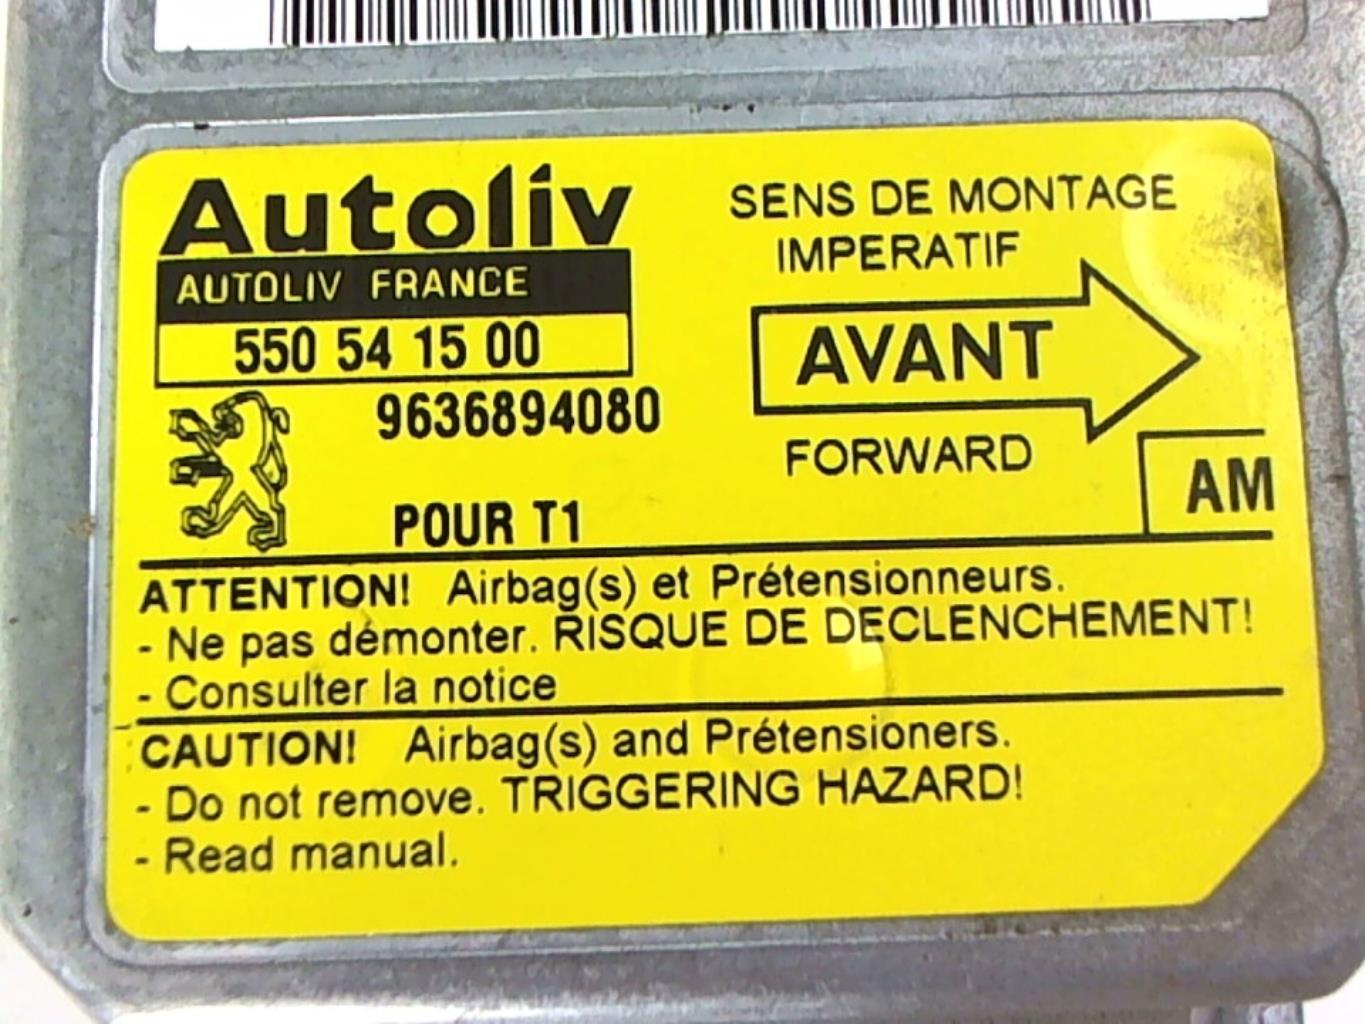 Autoliv
AUTOLIV FRANCE
550 54 15 00
9636894080
POUR T1
SENS DE MONTAGE
IMPERATIF
AVANT
FORWARD
AM
ATTENTION! Airbag(s) et Prétensionneurs.
- Ne pas démonter. RISQUE DE DECLENCHEMENT!
- Consulter la notice
CAUTION! Airbag(s) and Prétensioners.
- Do not remove. TRIGGERING HAZARD!
- Read manual.